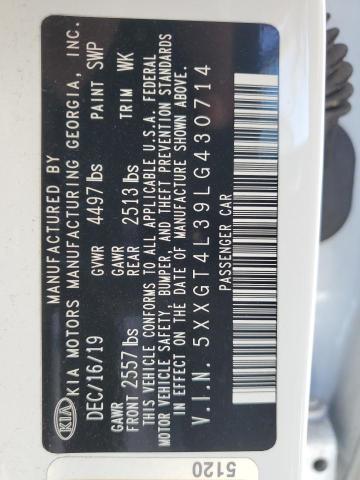 MANUFACTURED BY
KIA KIA MOTORS MANUFACTURING GEORGIA, INC.
DEC/16/19 GVWR 4497lbs PAINT SWP
GAWR FRONT 2557lbs GAWR REAR 2513lbs TRIM WK
THIS VEHICLE CONFORMS TO ALL APPLICABLE U.S.A. FEDERAL
MOTOR VEHICLE SAFETY, BUMPER, AND THEFT PREVENTION STANDARDS
IN EFFECT ON THE DATE OF MANUFACTURE SHOWN ABOVE.
V.I.N. 5XXGT4L39LG430714
PASSENGER CAR
5120